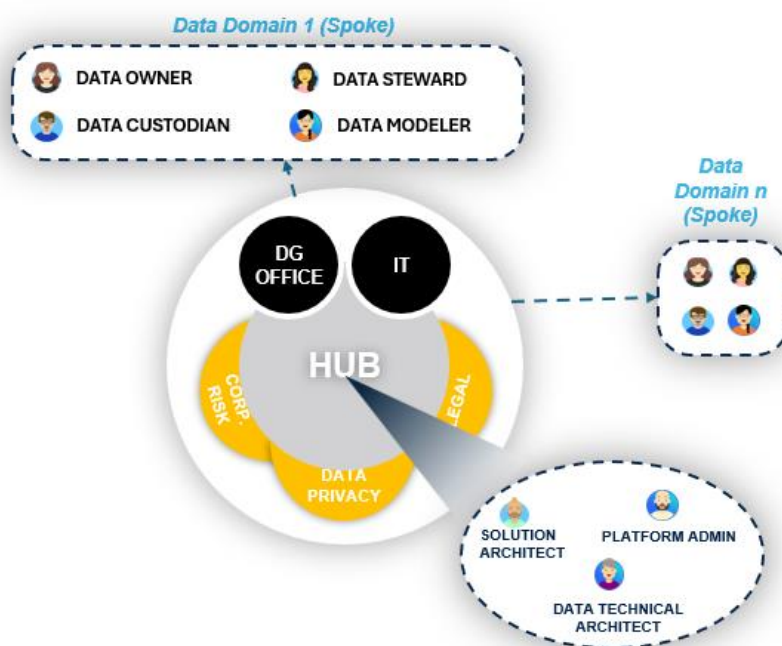 Data Domain 1 (Spoke)
DATA OWNER
DATA STEWARD
DATA CUSTODIAN
DATA MODELER
Data
Domain n
(Spoke)
DG
OFFICE
IT
HUB
CORP.
RISK
LEGAL
DATA
PRIVACY
SOLUTION
ARCHITECT
PLATFORM ADMIN
DATA TECHNICAL
ARCHITECT